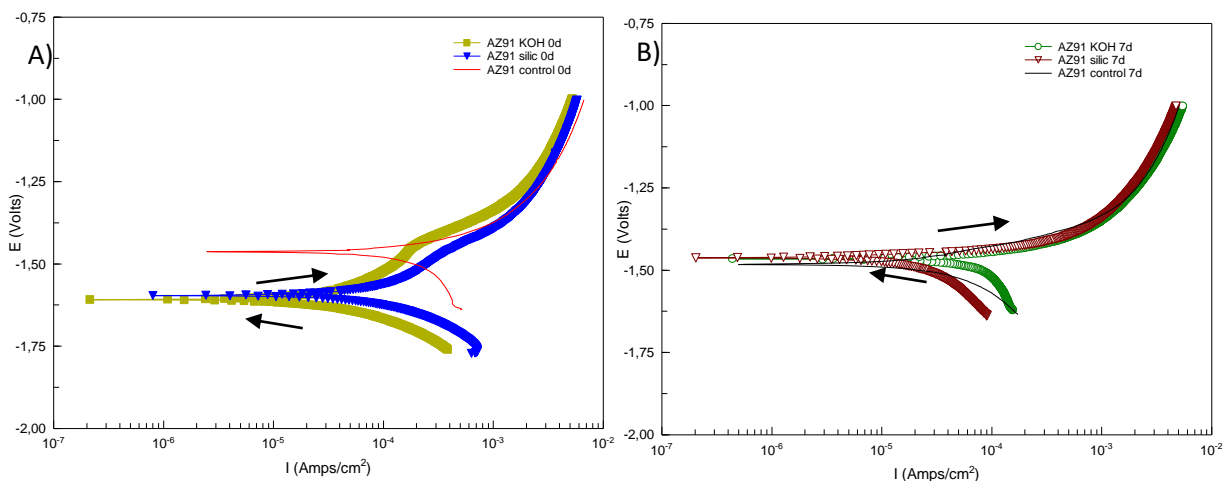 A)
-0,75
-1,00
-1,25
-1,50
-1,75
-2,00
E (Volts)
10-7
10-6
10-5
10-4
10-3
10-2
I (Amps/cm2)
AZ91 KOH 0d
AZ91 silic 0d
AZ91 control 0d
B)
-0,75
-1,00
-1,25
-1,50
-1,75
-2,00
E (Volts)
10-7
10-6
10-5
10-4
10-3
10-2
I (Amps/cm2)
AZ91 KOH 7d
AZ91 silic 7d
AZ91 control 7d